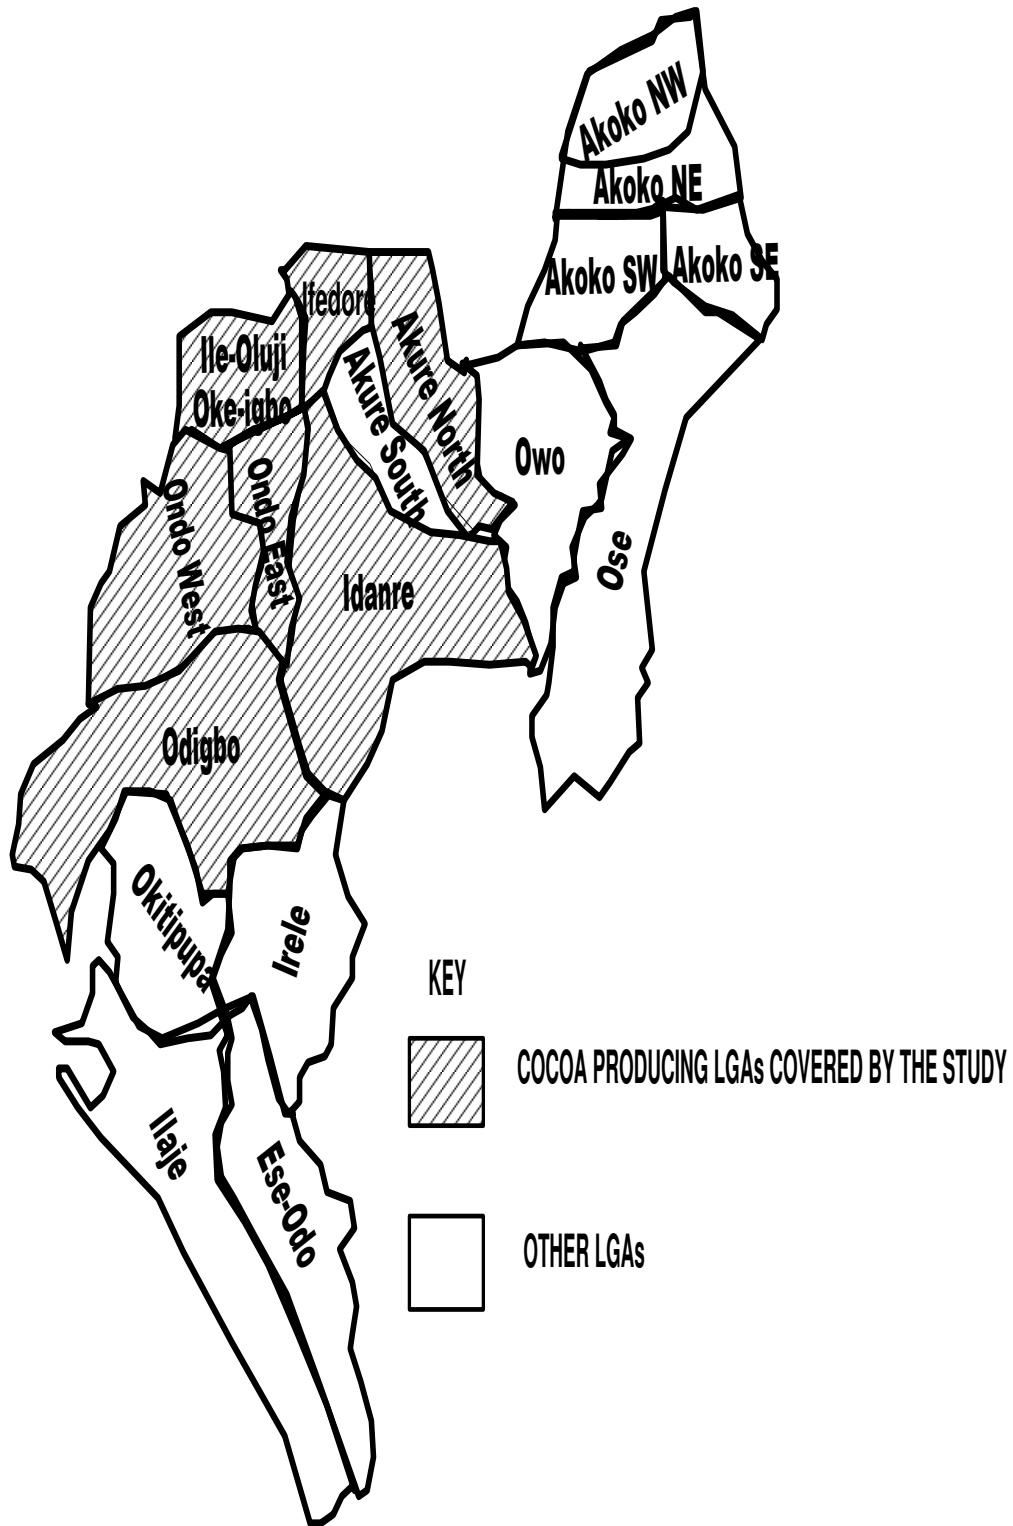 Akoko NW
Akoko NE
Akoko SW
Akoko SE
Ifedore
Akure North
Ile-Oluji
Oke-igbo
Akure South
Owo
Ondo West
Ondo East
Ose
Idanre
Odigbo
Okitipupa
Irele
KEY
COCOA PRODUCING LGAs COVERED BY THE STUDY
Ilaje
Ese-Odo
OTHER LGAs